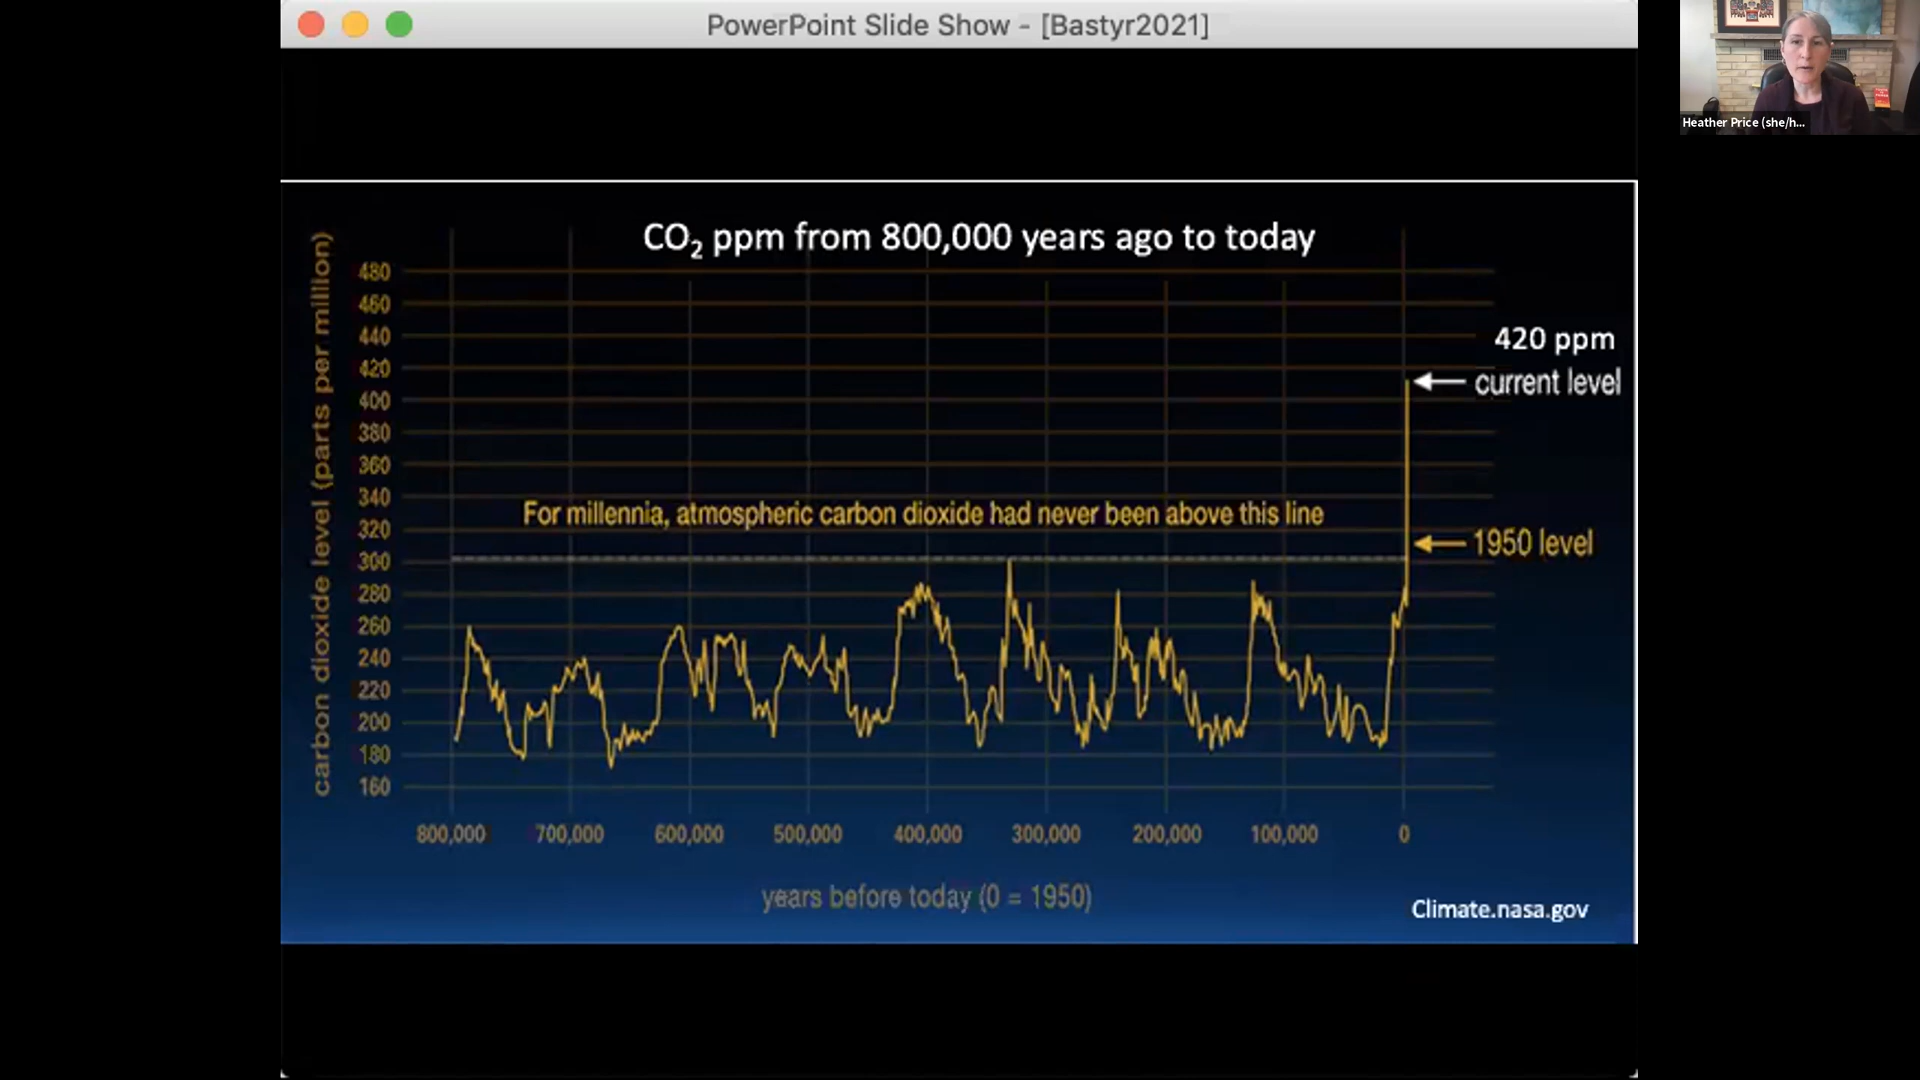 PowerPoint Slide Show - [Bastyr2021]
Heather Price (she/h...
CO₂ ppm from 800,000 years ago to today
carbon dioxide level (parts per million)
480
460
440
420
400
380
360
340
320
300
280
260
240
220
200
180
160
420 ppm
current level
For millennia, atmospheric carbon dioxide had never been above this line
1950 level
800,000 700,000 600,000 500,000 400,000 300,000 200,000 100,000 0
years before today (0 = 1950)
Climate.nasa.gov